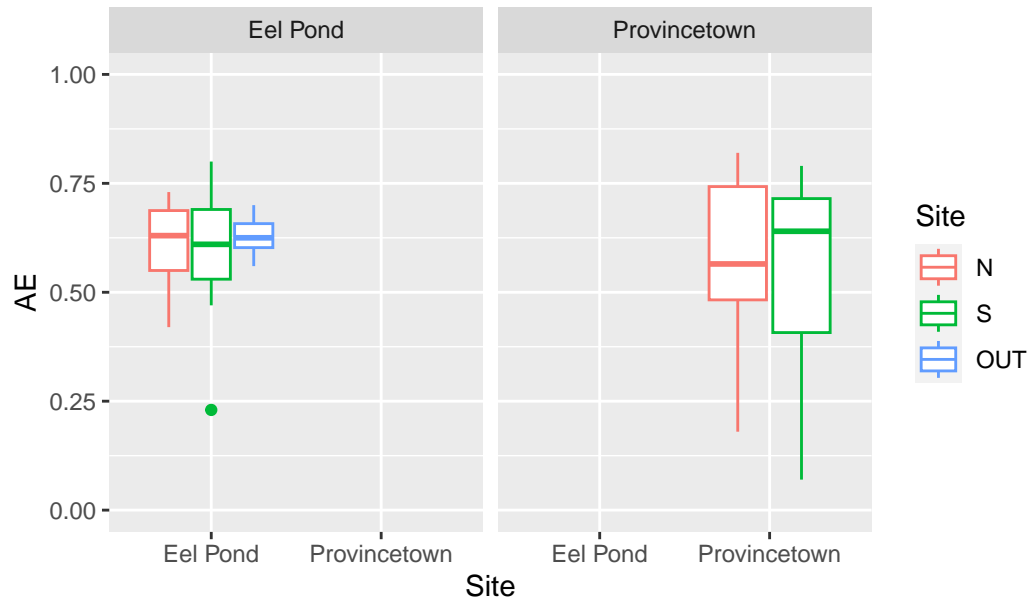 Eel Pond Provincetown
1.00
0.75
0.50
0.25
0.00
AE
Eel Pond Provincetown Eel Pond Provincetown
Site
Site
N
S
OUT